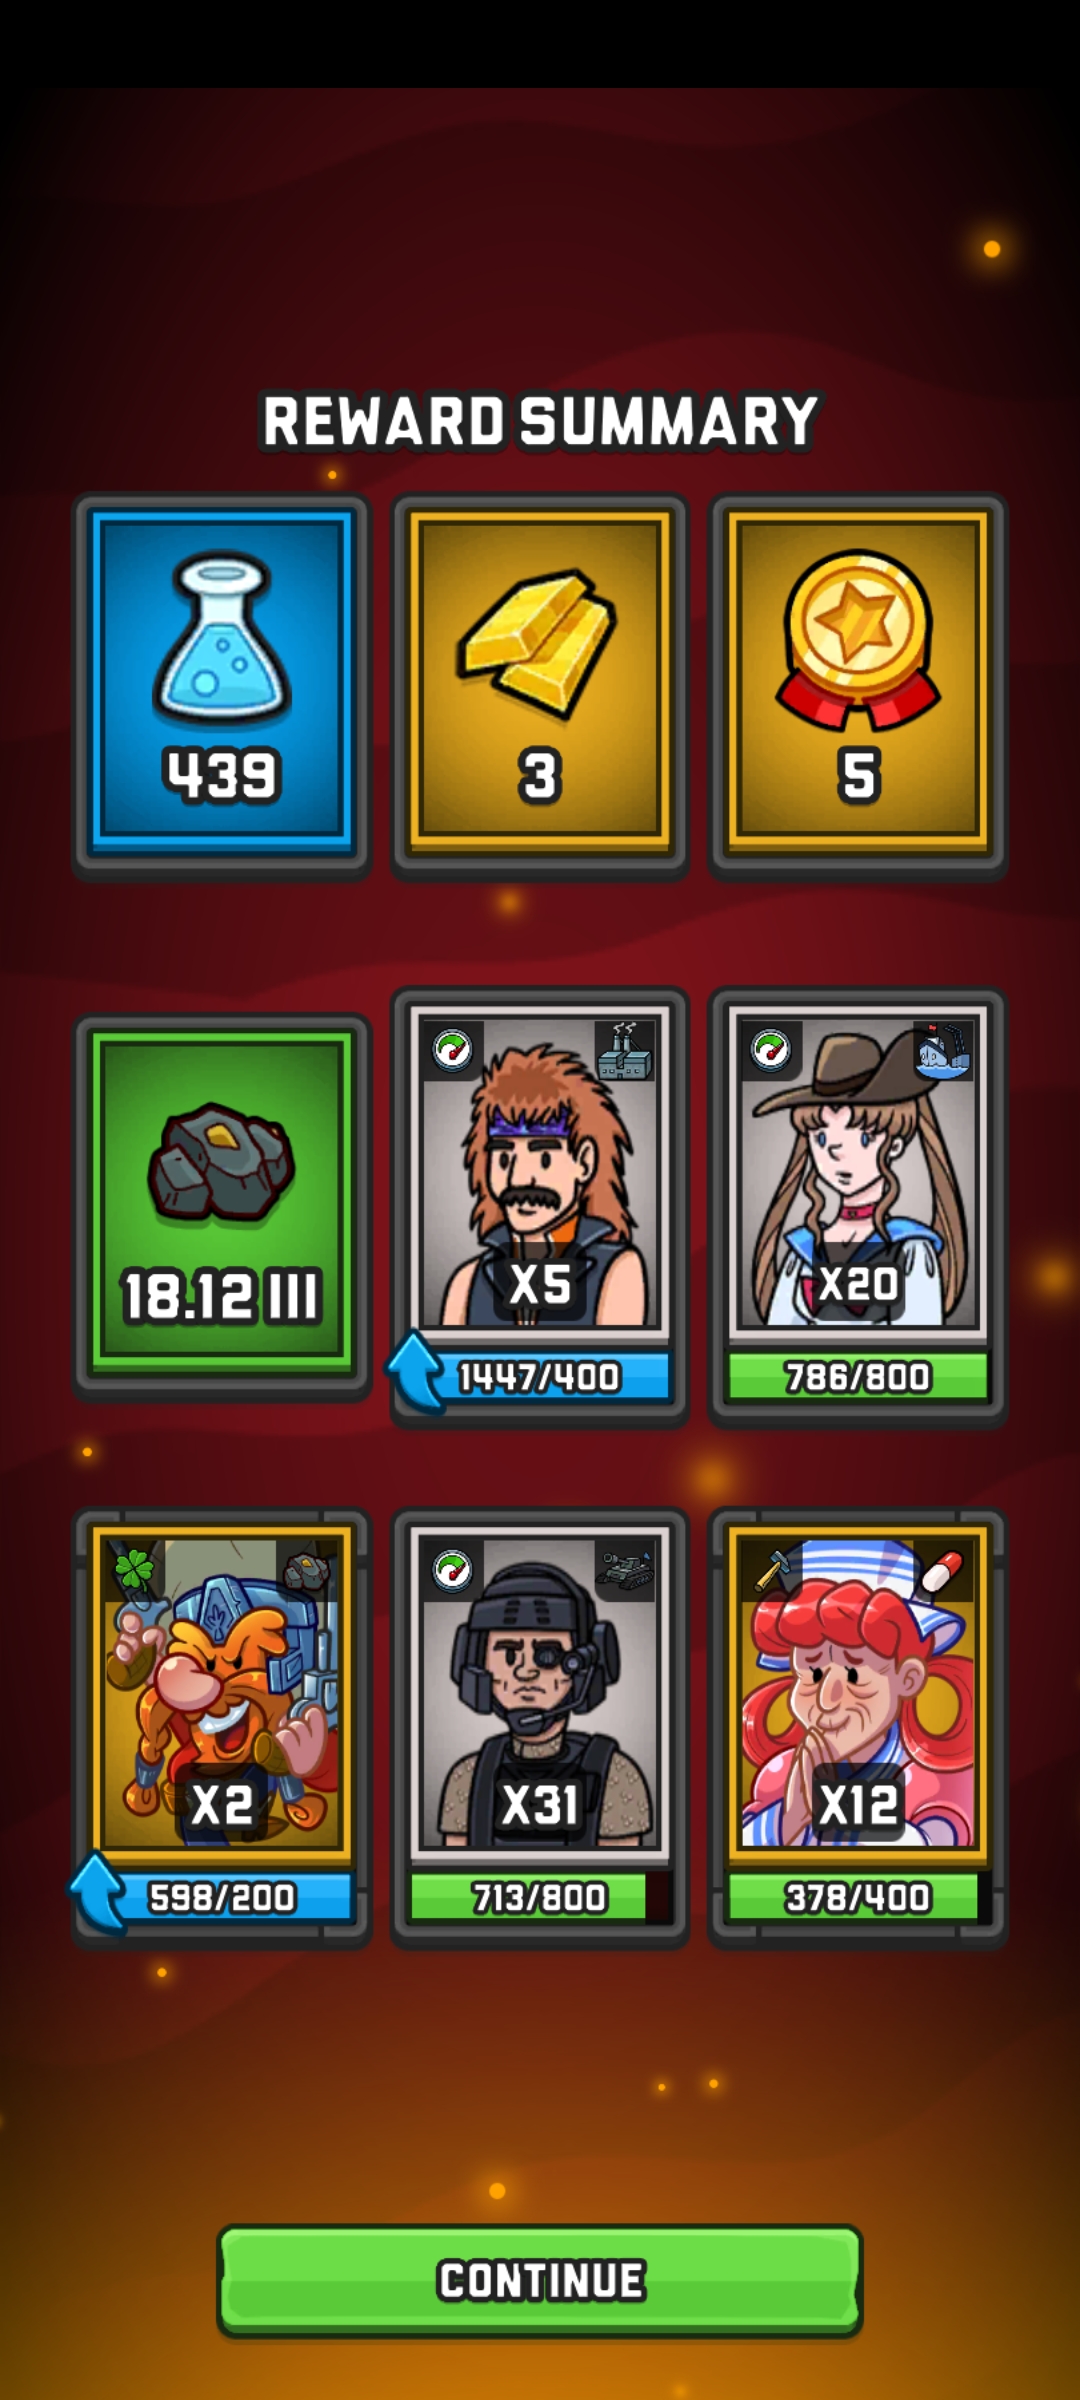 REWARD SUMMARY
439
3
5
18.12 III
X5
1447/400
X20
786/800
X2
598/200
X31
713/800
X12
378/400
CONTINUE